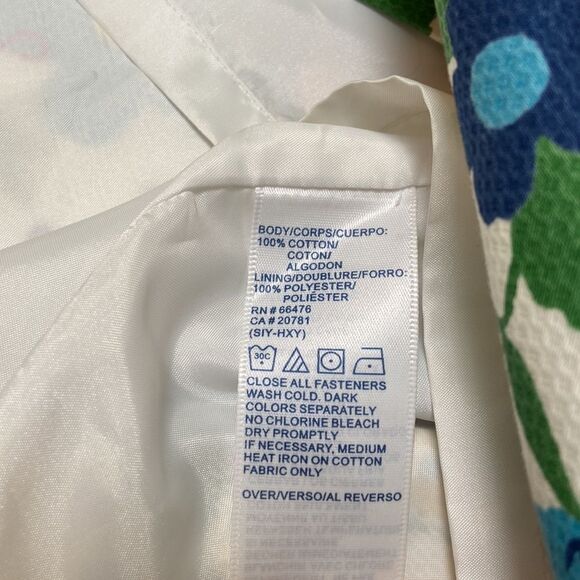 BODY/CORPS/CUERPO:
100% COTTON/
COTON/
ALGODON
LINING/DOUBLURE/FORRO:
100% POLYESTER/
POLIÉSTER
RN # 66476
CA # 20781
(SIY-HXY)
30C
CLOSE ALL FASTENERS
WASH COLD. DARK
COLORS SEPARATELY
NO CHLORINE BLEACH
DRY PROMPTLY
IF NECESSARY, MEDIUM
HEAT IRON ON COTTON
FABRIC ONLY
OVER/VERSO/AL REVERSO